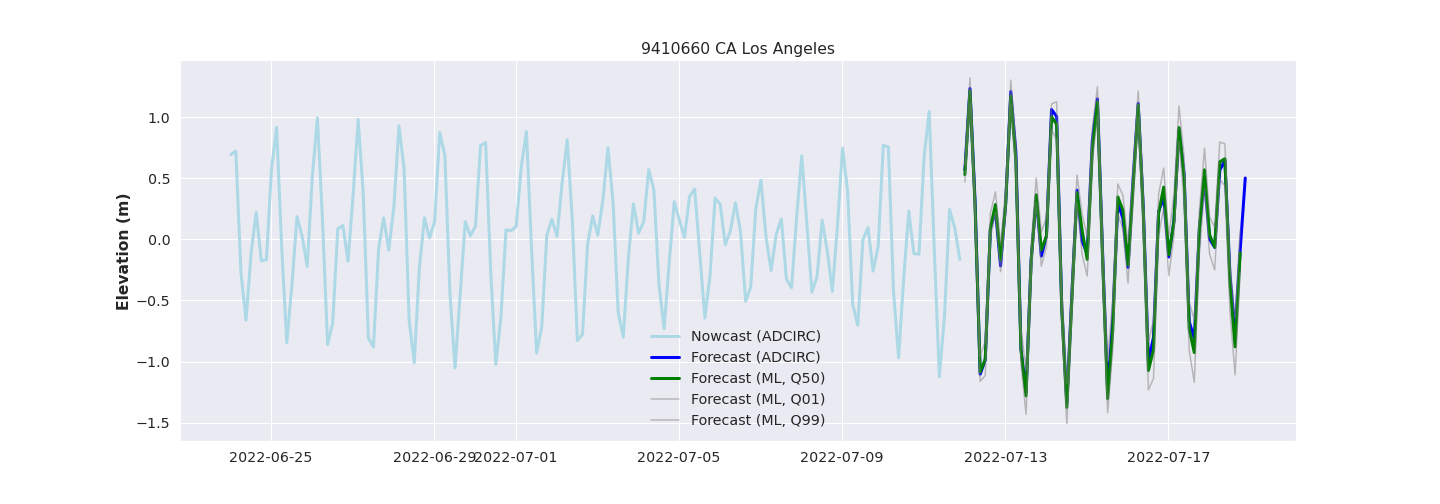 9410660 CA Los Angeles
Elevation (m)
1.0
0.5
0.0
−0.5
−1.0
−1.5
Nowcast (ADCIRC)
Forecast (ADCIRC)
Forecast (ML, Q50)
Forecast (ML, Q01)
Forecast (ML, Q99)
2022-06-25 2022-06-29 2022-07-01 2022-07-05 2022-07-09 2022-07-13 2022-07-17